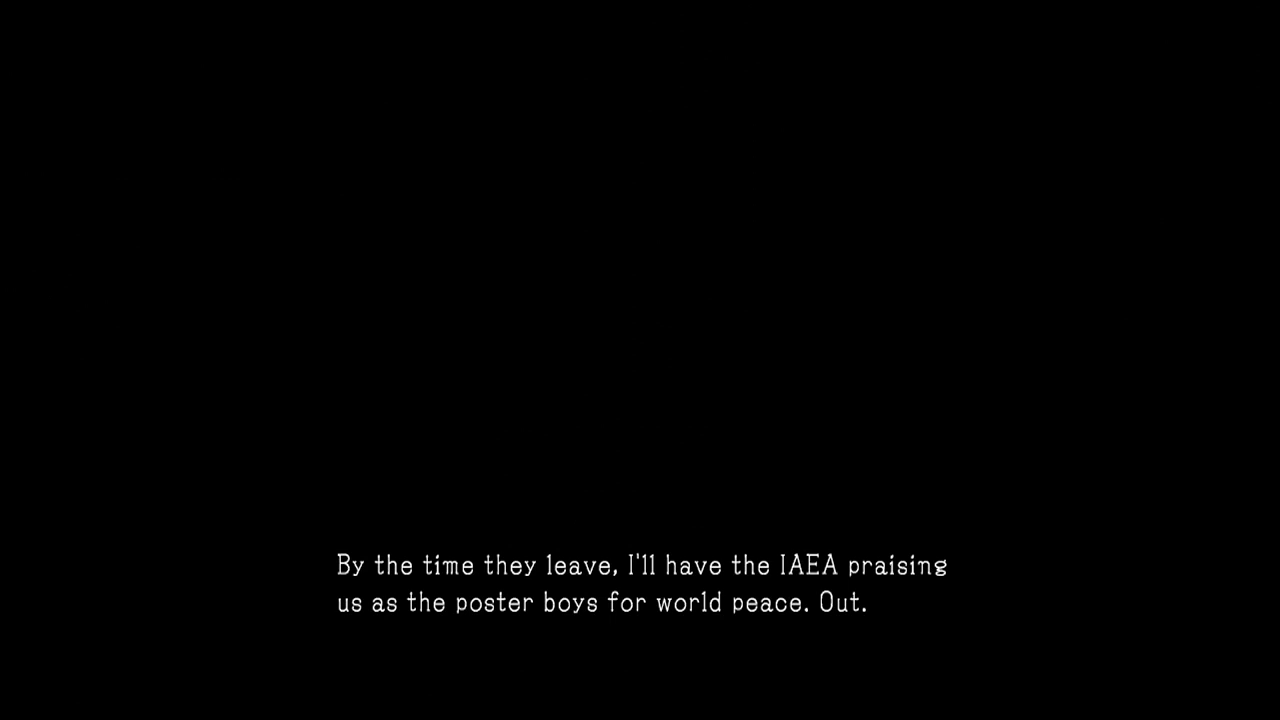 By the time they leave, I'll have the IAEA praising
us as the poster boys for world peace. Out.